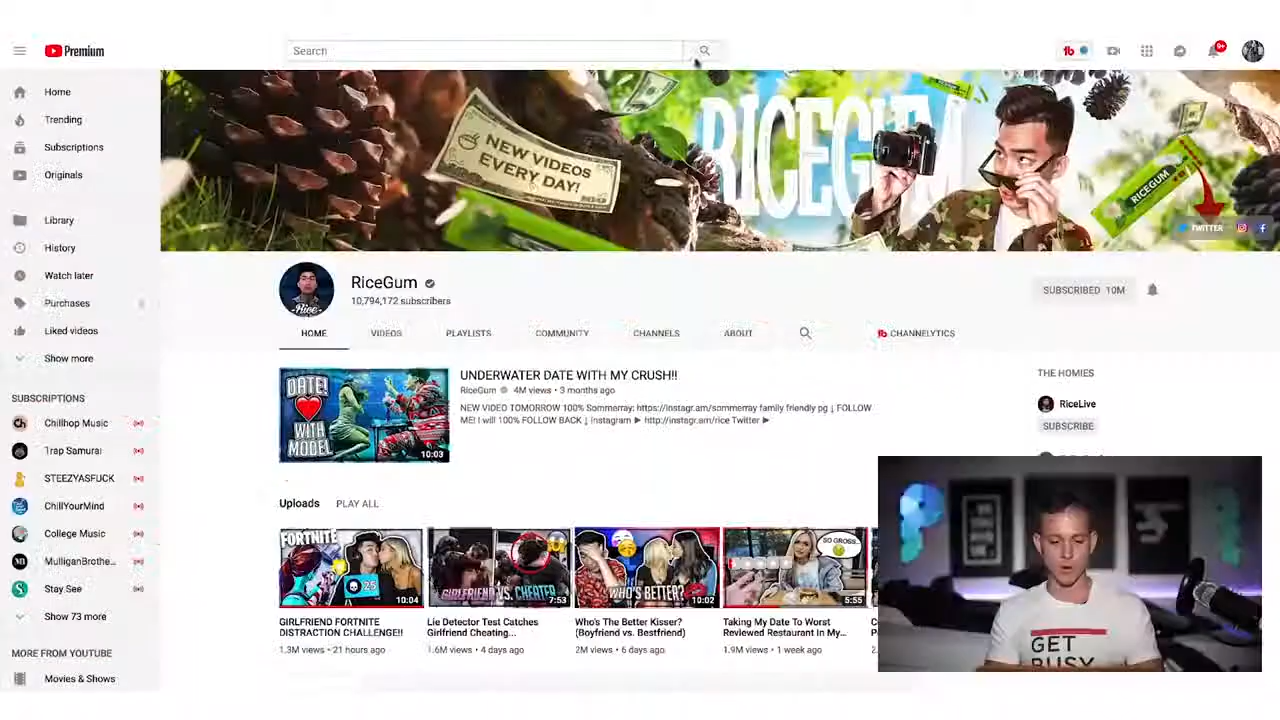 Premium
Search
fb
9+
Home
Trending
Subscriptions
Originals
Library
History
Watch later
Purchases
Liked videos
Show more
SUBSCRIPTIONS
Chillhop Music
Trap Samurai
STEEZYASFUCK
ChillYourMind
College Music
MulliganBrothe...
Stay See
Show 73 more
MORE FROM YOUTUBE
Movies & Shows
NEW VIDEOS
EVERY DAY!
RICEGUM
RICEGUM
TWITTER
RiceGum
10,794,172 subscribers
SUBSCRIBED 10M
HOME
VIDEOS
PLAYLISTS
COMMUNITY
CHANNELS
ABOUT
CHANNELYTICS
DATE!
WITH
MODEL
10:03
UNDERWATER DATE WITH MY CRUSH!!
RiceGum 4M views • 3 months ago
NEW VIDEO TOMORROW 100% Sommerray: https://instagr.am/sommerray family friendly pg ↓ FOLLOW
ME! I will 100% FOLLOW BACK ↓ Instagram ► http://instagr.am/rice Twitter ►
THE HOMIES
RiceLive
SUBSCRIBE
Uploads PLAY ALL
FORTNITE
25
10:04
GIRLFRIEND VS. CHEATER
7:53
WHO'S BETTER?
10:02
SO GROSS..
5:55
GIRLFRIEND FORTNITE
DISTRACTION CHALLENGE!!
1.3M views • 21 hours ago
Lie Detector Test Catches
Girlfriend Cheating...
1.6M views • 4 days ago
Who's The Better Kisser?
(Boyfriend vs. Bestfriend)
2M views • 6 days ago
Taking My Date To Worst
Reviewed Restaurant In My...
1.9M views • 1 week ago
GET
BUSY